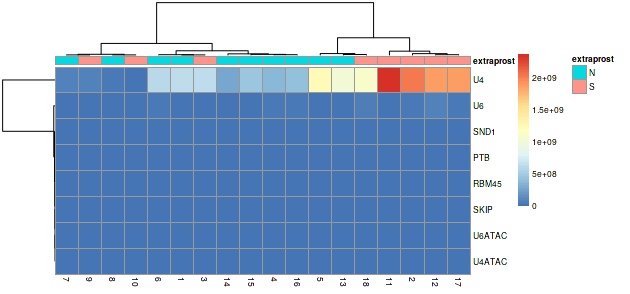 extraprost
extraprost
N
S
U4
U6
SND1
PTB
RBM45
SKIP
U6ATAC
U4ATAC
2e+09
1.5e+09
1e+09
5e+08
0
7 9 8 10 6 1 3 14 15 4 16 5 13 18 11 2 12 17